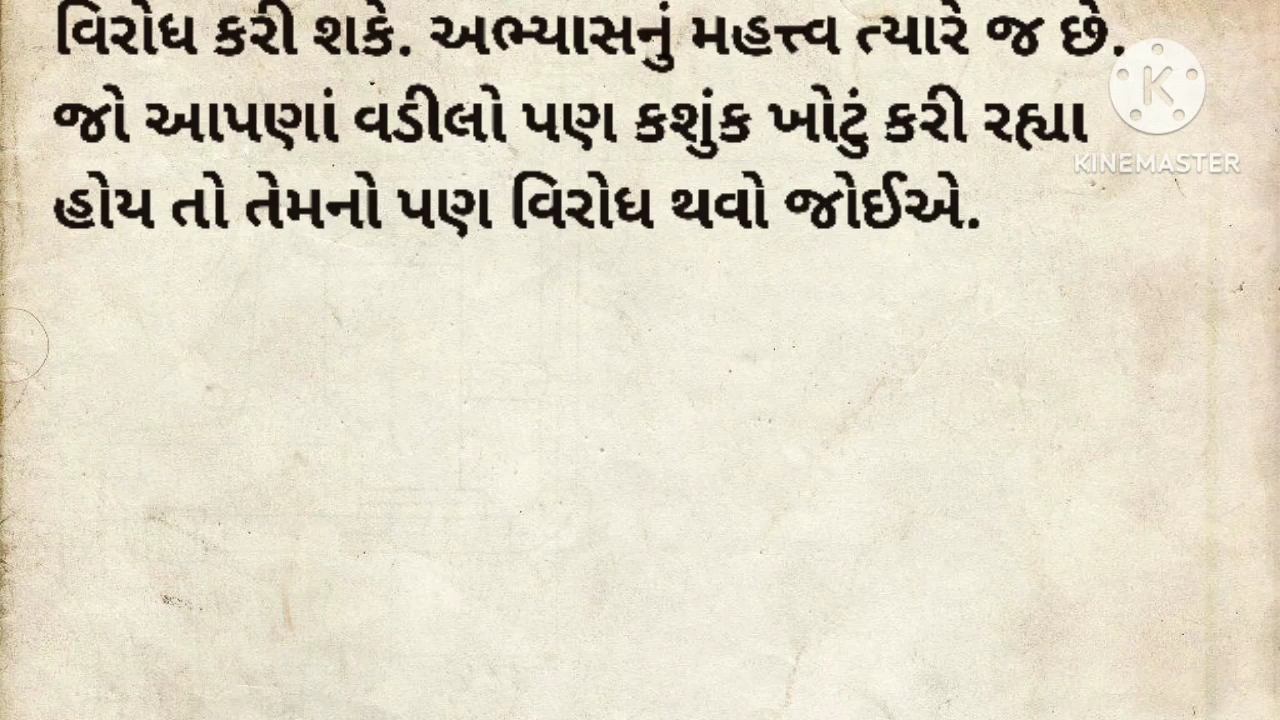 વિરોધ કરી શકે. અભ્યાસનું મહત્ત્વ ત્યારે જ છે.
જો આપણાં વડીલો પણ કશુંક ખોટું કરી રહ્યા
હોય તો તેમનો પણ વિરોધ થવો જોઈએ.
K
KINEMASTER